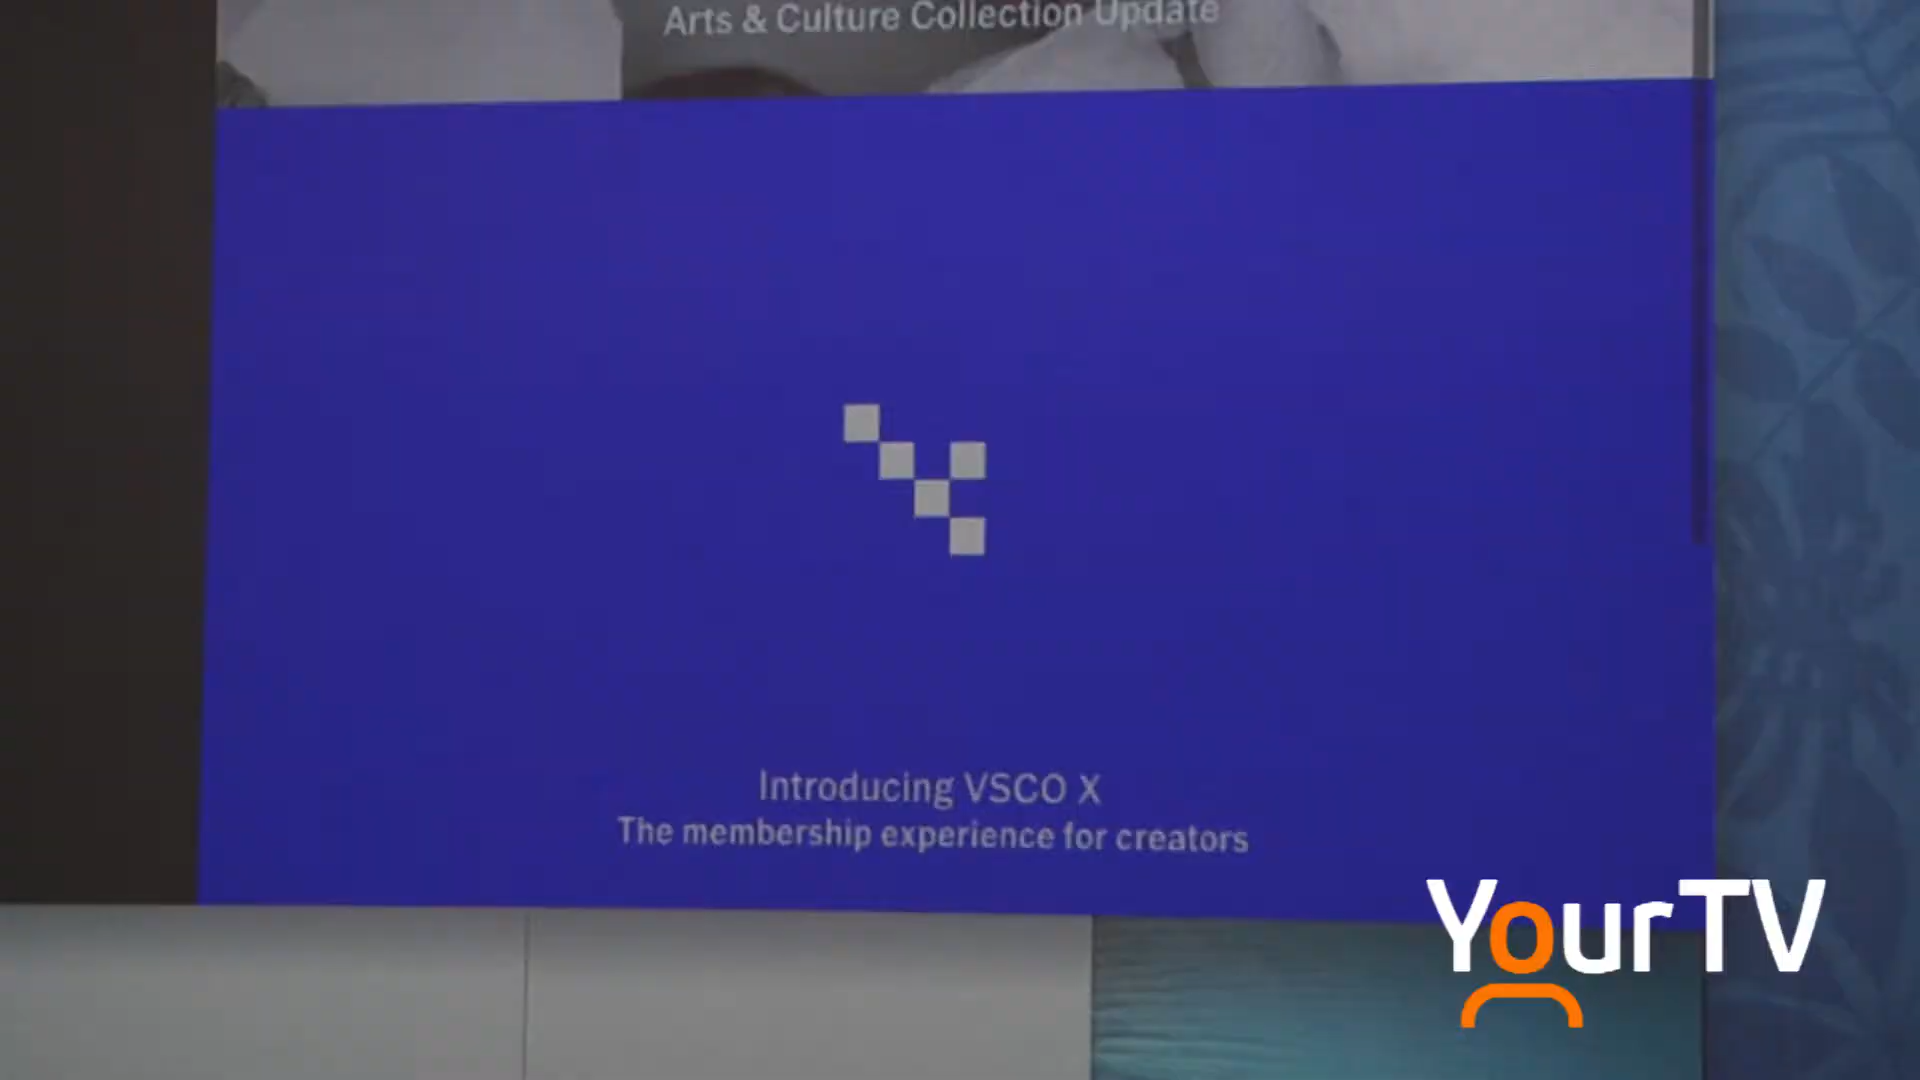 Arts & Culture Collection Update
Introducing VSCO X
The membership experience for creators
YourTV